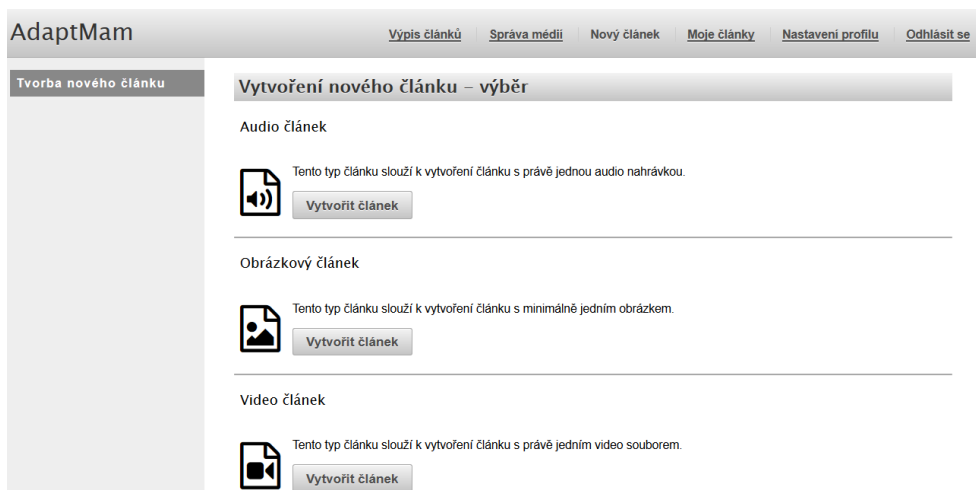 AdaptMam
Výpis článků
Správa médií
Nový článek
Moje články
Nastavení profilu
Odhlásit se
Tvorba nového článku
Vytvoření nového článku – výběr
Audio článek
Tento typ článku slouží k vytvoření článku s právě jednou audio nahrávkou.
Vytvořit článek
Obrázkový článek
Tento typ článku slouží k vytvoření článku s minimálně jedním obrázkem.
Vytvořit článek
Video článek
Tento typ článku slouží k vytvoření článku s právě jedním video souborem.
Vytvořit článek